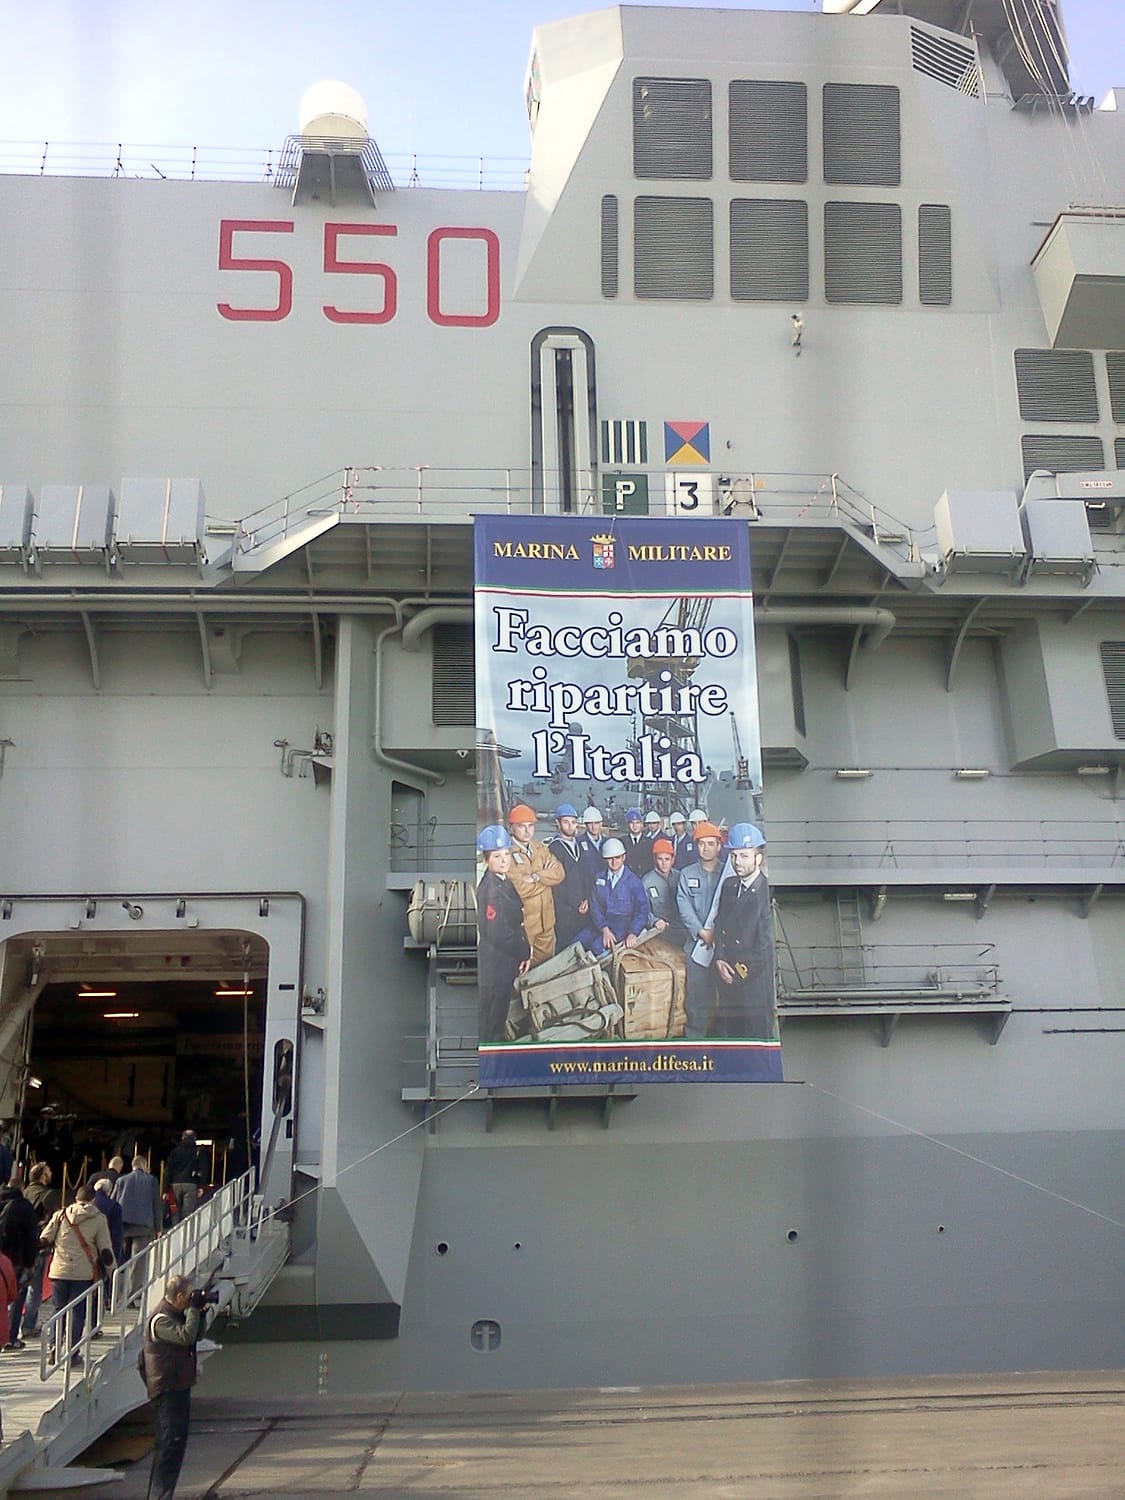 550
P
3
MARINA MILITARE
Facciamo
ripartire
l'Italia
www.marina.difesa.it